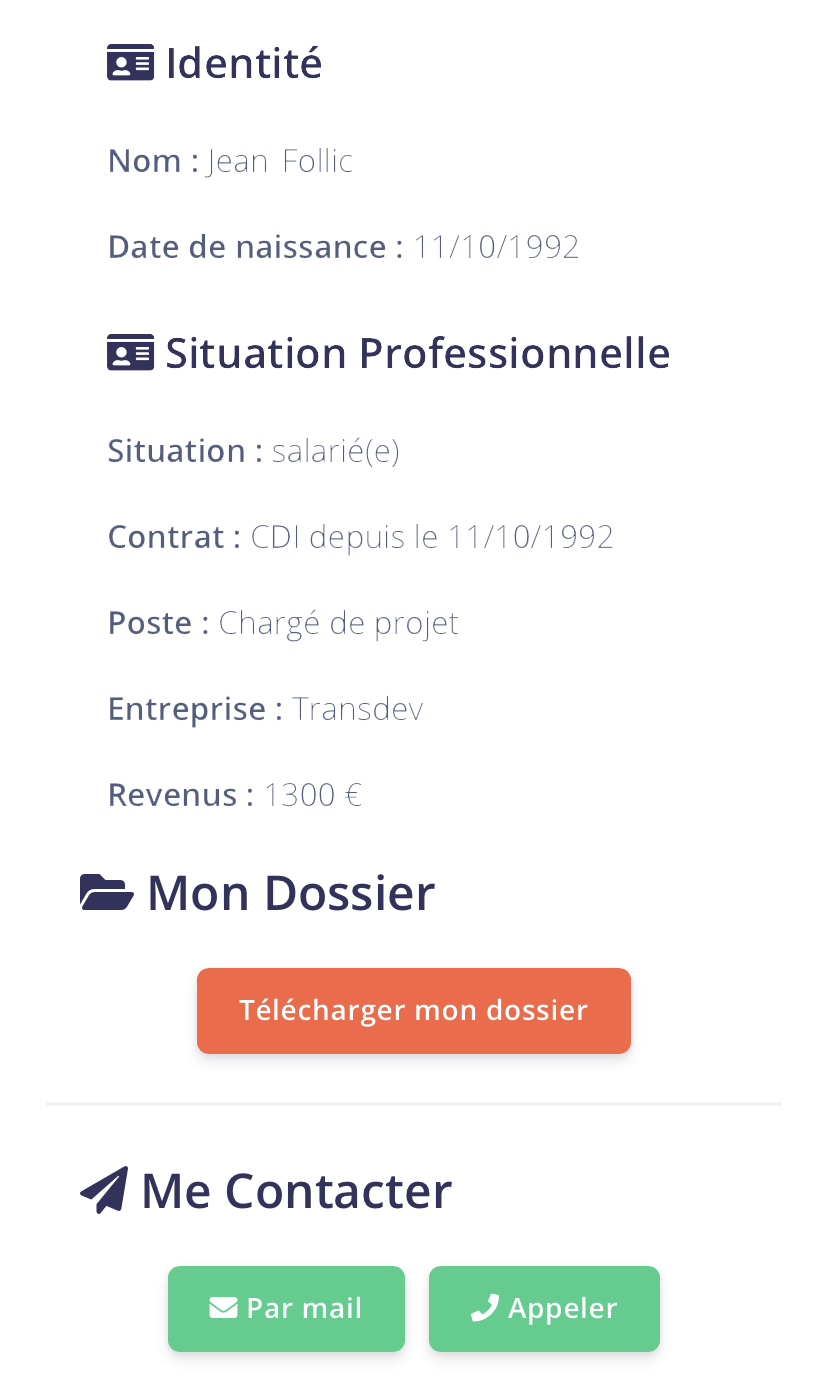 Identité
Nom : Jean Follic
Date de naissance : 11/10/1992
Situation Professionnelle
Situation : salarié(e)
Contrat : CDI depuis le 11/10/1992
Poste : Chargé de projet
Entreprise : Transdev
Revenus : 1300 €
Mon Dossier
Télécharger mon dossier
Me Contacter
Par mail
Appeler